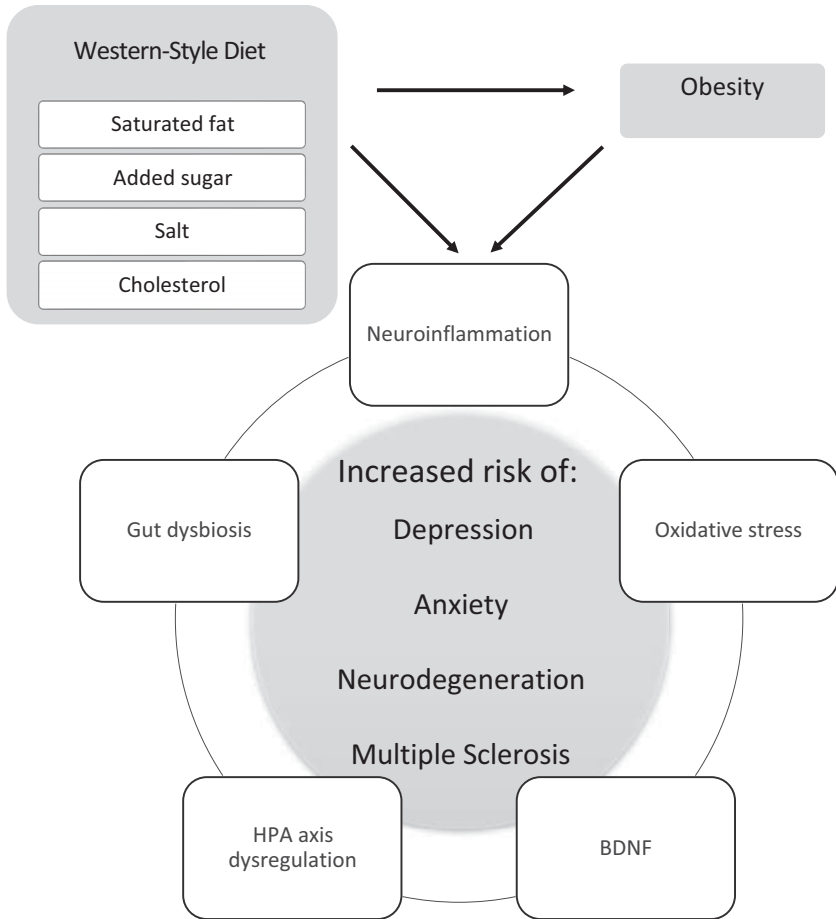 Western-Style Diet
Saturated fat
Added sugar
Salt
Cholesterol
Obesity
Neuroinflammation
Gut dysbiosis
Oxidative stress
Increased risk of:
Depression
Anxiety
Neurodegeneration
Multiple Sclerosis
HPA axis
dysregulation
BDNF